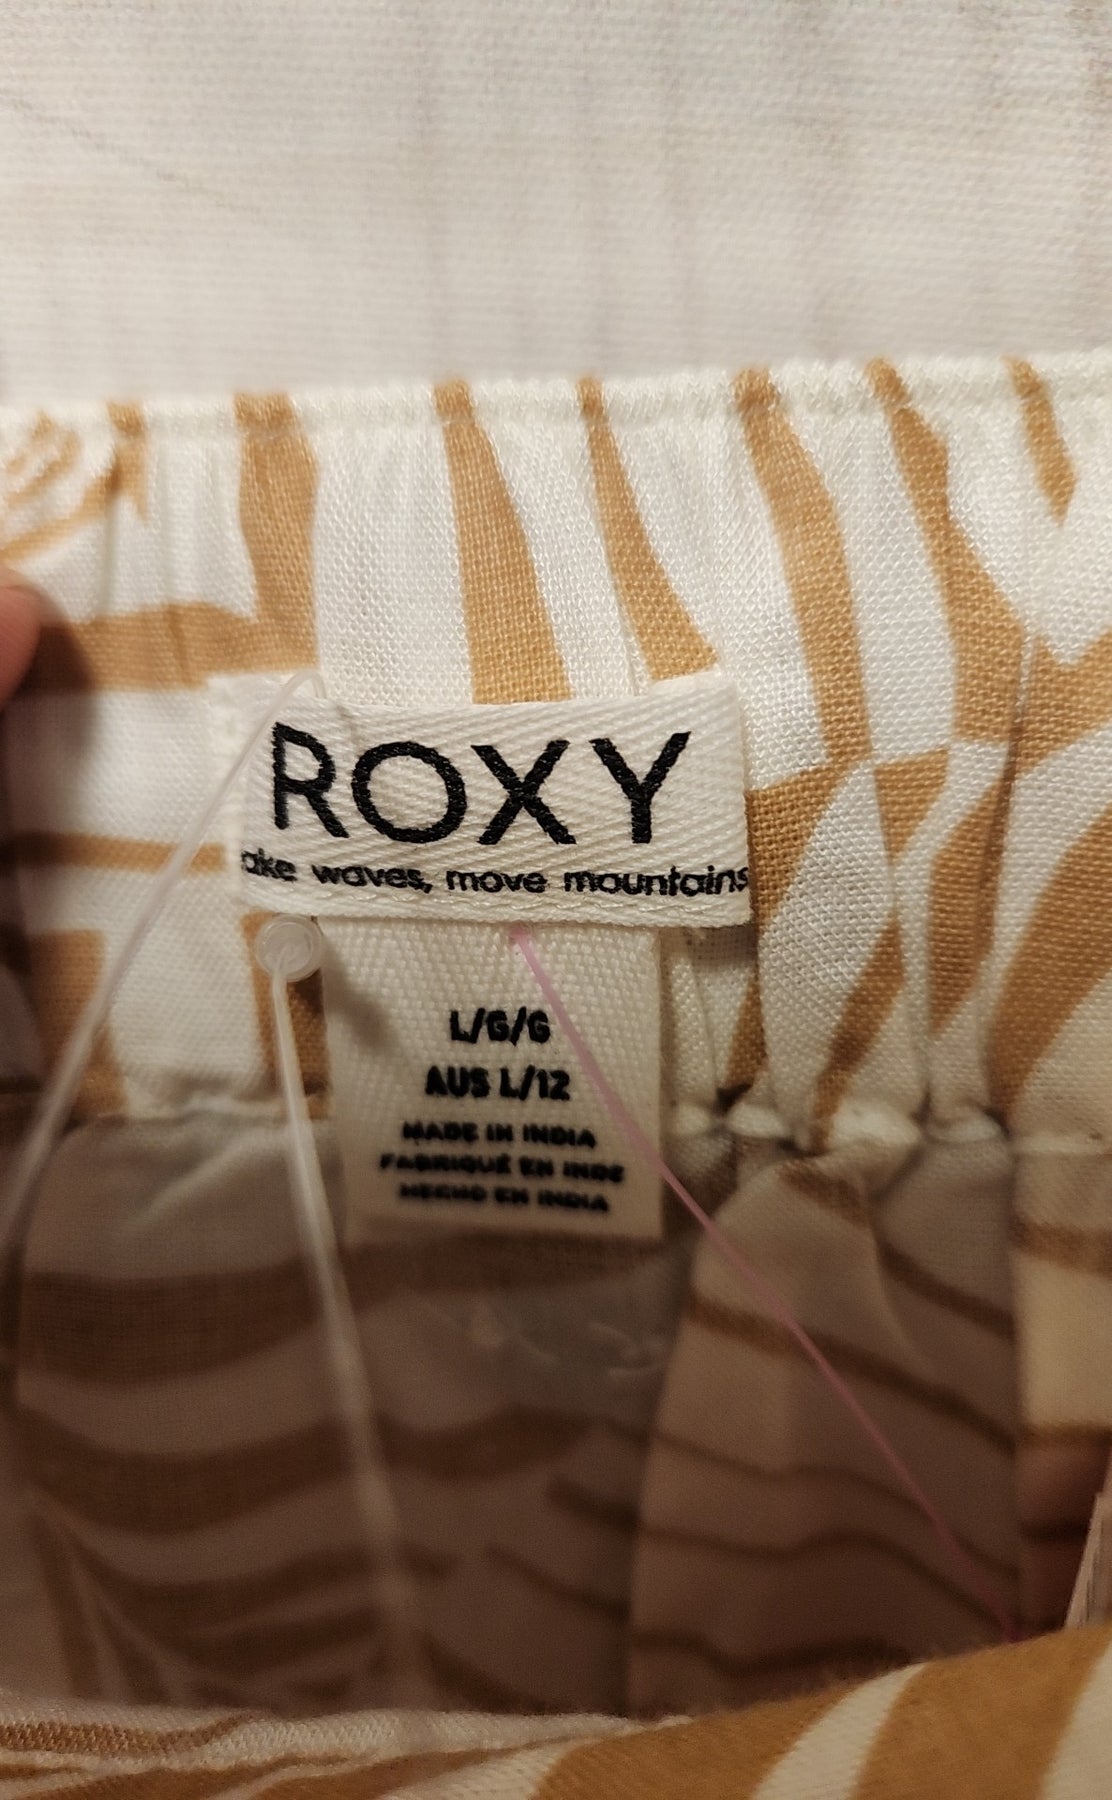 ROXY
ake waves, move mountains
L/G/G
AUS L/12
MADE IN INDIA
FABRIQUÉ EN INDE
HECHO EN INDIA